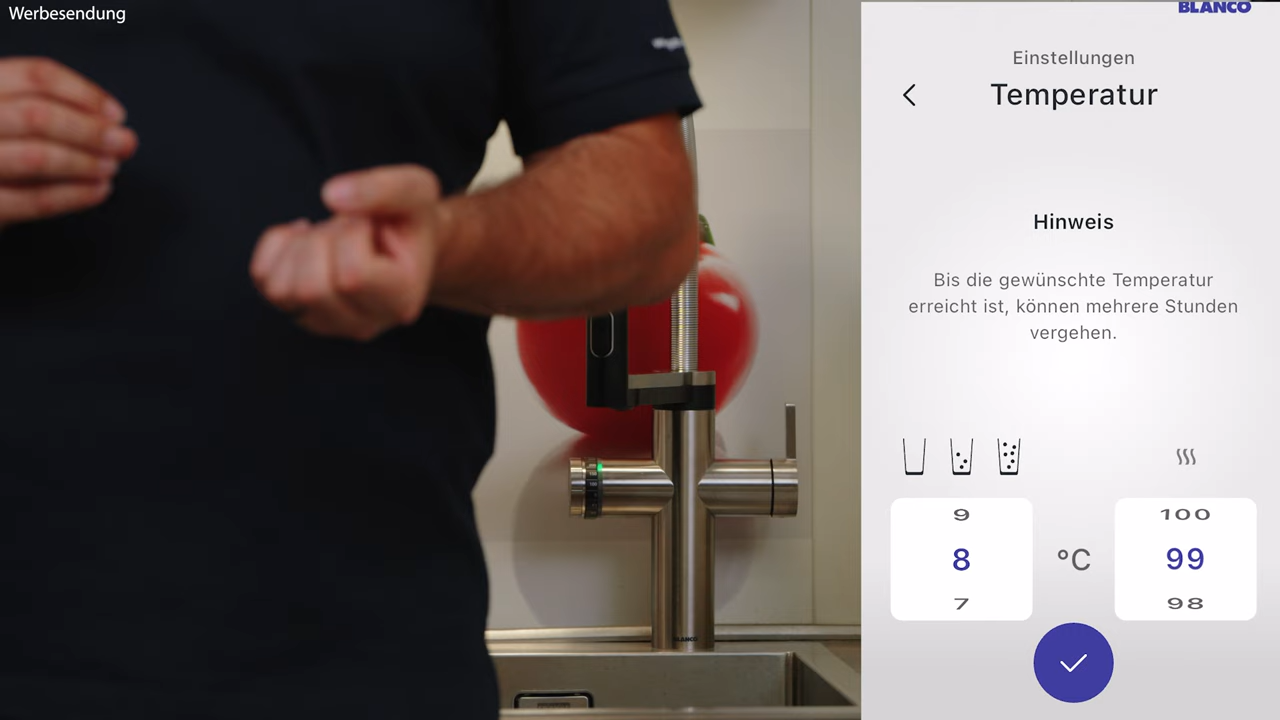 Werbesendung
BLANCO
Einstellungen
Temperatur
Hinweis
Bis die gewünschte Temperatur
erreicht ist, können mehrere Stunden
vergehen.
9
100
8
°C
99
7
98
BLANCO